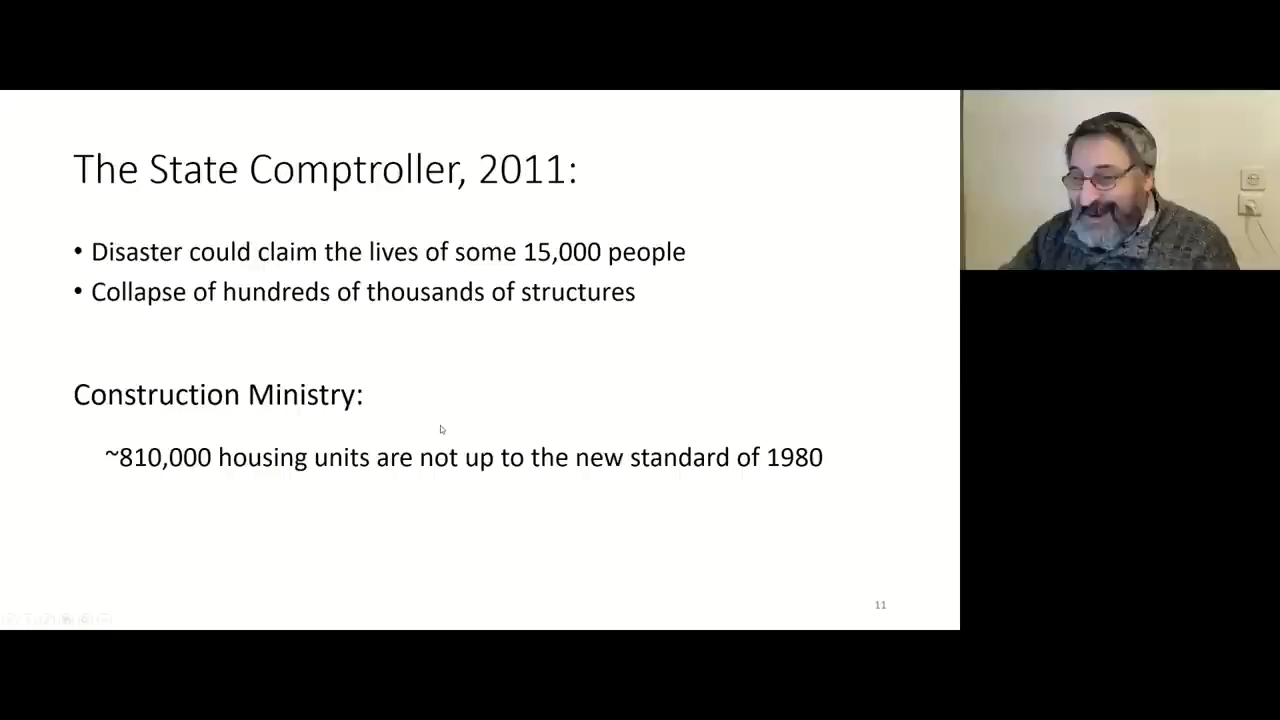 The State Comptroller, 2011:
• Disaster could claim the lives of some 15,000 people
• Collapse of hundreds of thousands of structures
Construction Ministry:
~810,000 housing units are not up to the new standard of 1980
11